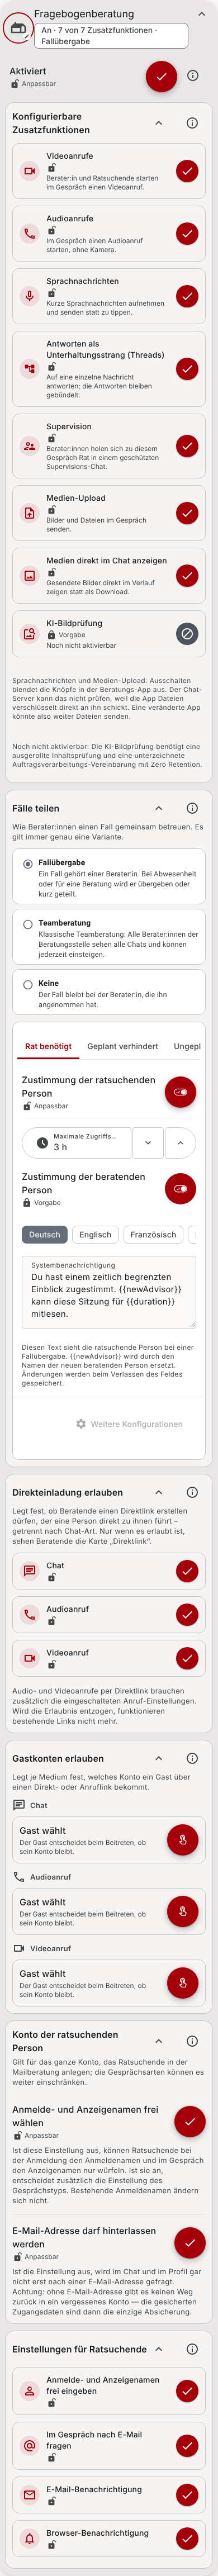 Fragebogenberatung
An · 7 von 7 Zusatzfunktionen ·
Fallübergabe
Aktiviert
Anpassbar
Konfigurierbare
Zusatzfunktionen
Videoanrufe
Berater:in und Ratsuchende starten
im Gespräch einen Videoanruf.
Audioanrufe
Im Gespräch einen Audioanruf
starten, ohne Kamera.
Sprachnachrichten
Kurze Sprachnachrichten aufnehmen
und senden statt zu tippen.
Antworten als
Unterhaltungsstrang (Threads)
Auf eine einzelne Nachricht
antworten; die Antworten bleiben
gebündelt.
Supervision
Berater:innen holen sich zu diesem
Gespräch Rat in einem geschützten
Supervisions-Chat.
Medien-Upload
Bilder und Dateien im Gespräch
senden.
Medien direkt im Chat anzeigen
Gesendete Bilder direkt im Verlauf
zeigen statt als Download.
KI-Bildprüfung
Vorgabe
Noch nicht aktivierbar
Sprachnachrichten und Medien-Upload: Ausschalten
blendet die Knöpfe in der Beratungs-App aus. Der Chat-
Server kann das nicht prüfen, weil die App Dateien
verschlüsselt direkt an ihn schickt. Eine veränderte App
könnte also weiter Dateien senden.
Noch nicht aktivierbar: Die KI-Bildprüfung benötigt eine
ausgerollte Inhaltsprüfung und eine unterzeichnete
Auftragsverarbeitungs-Vereinbarung mit Zero Retention.
Fälle teilen
Wie Berater:innen einen Fall gemeinsam betreuen. Es
gilt immer genau eine Variante.
Fallübergabe
Ein Fall gehört einer Berater:in. Bei Abwesenheit
oder für eine Beratung wird er übergeben oder
kurz geteilt.
Teamberatung
Klassische Teamberatung: Alle Berater:innen der
Beratungsstelle sehen alle Chats und können
jederzeit einsteigen.
Keine
Der Fall bleibt bei der Berater:in, die ihn
angenommen hat.
Rat benötigt
Geplant verhindert
Ungepl
Zustimmung der ratsuchenden
Person
Anpassbar
Maximale Zugriffs...
3 h
Zustimmung der beratenden
Person
Vorgabe
Deutsch
Englisch
Französisch
Systembenachrichtigung
Du hast einem zeitlich begrenzten
Einblick zugestimmt. {{newAdvisor}}
kann diese Sitzung für {{duration}}
mitlesen.
Diesen Text sieht die ratsuchende Person bei einer
Fallübergabe. {{newAdvisor}} wird durch den
Namen der neuen beratenden Person ersetzt.
Änderungen werden beim Verlassen des Feldes
gespeichert.
Weitere Konfigurationen
Direkteinladung erlauben
Legt fest, ob Beratende einen Direktlink erstellen
dürfen, der eine Person direkt zu ihnen führt –
getrennt nach Chat-Art. Nur wenn es erlaubt ist,
sehen Beratende die Karte „Direktlink“.
Chat
Audioanruf
Videoanruf
Audio- und Videoanrufe per Direktlink brauchen
zusätzlich die eingeschalteten Anruf-Einstellungen.
Wird die Erlaubnis entzogen, funktionieren
bestehende Links nicht mehr.
Gastkonten erlauben
Legt je Medium fest, welches Konto ein Gast über
einen Direkt- oder Anruflink bekommt.
Chat
Gast wählt
Der Gast entscheidet beim Beitreten, ob
sein Konto bleibt.
Audioanruf
Gast wählt
Der Gast entscheidet beim Beitreten, ob
sein Konto bleibt.
Videoanruf
Gast wählt
Der Gast entscheidet beim Beitreten, ob
sein Konto bleibt.
Konto der ratsuchenden
Person
Gilt für das ganze Konto, das Ratsuchende in der
Mailberatung anlegen; die Gesprächsarten können es
weiter einschränken.
Anmelde- und Anzeigenamen frei
wählen
Anpassbar
Ist diese Einstellung aus, können Ratsuchende bei
der Anmeldung den Anmeldenamen und im Gespräch
den Anzeigenamen nur würfeln. Ist sie an,
entscheidet zusätzlich die Einstellung des
Gesprächstyps. Bestehende Anmeldenamen ändern
sich nicht.
E-Mail-Adresse darf hinterlassen
werden
Anpassbar
Ist die Einstellung aus, wird im Chat und im Profil gar
nicht erst nach einer E-Mail-Adresse gefragt.
Achtung: ohne E-Mail-Adresse gibt es keinen Weg
zurück in ein vergessenes Konto — die gesicherten
Zugangsdaten sind dann die einzige Absicherung.
Einstellungen für Ratsuchende
Anmelde- und Anzeigenamen
frei eingeben
Im Gespräch nach E-Mail
fragen
E-Mail-Benachrichtigung
Browser-Benachrichtigung